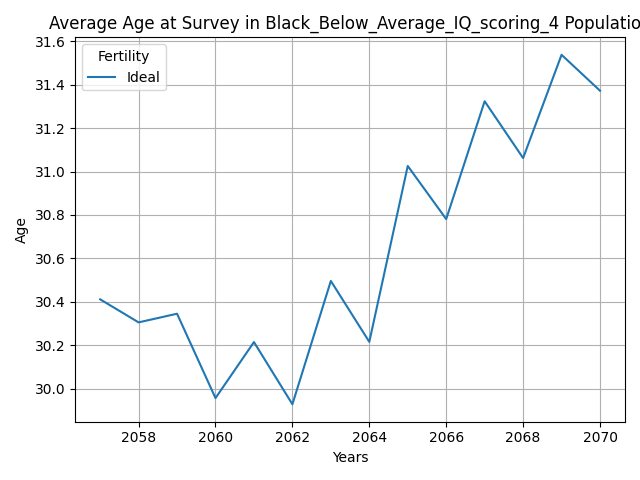 Average Age at Survey in Black_Below_Average_IQ_scoring_4 Populatio
Fertility
Ideal
31.6
31.4
31.2
31.0
30.8
30.6
30.4
30.2
30.0
Age
2058 2060 2062 2064 2066 2068 2070
Years